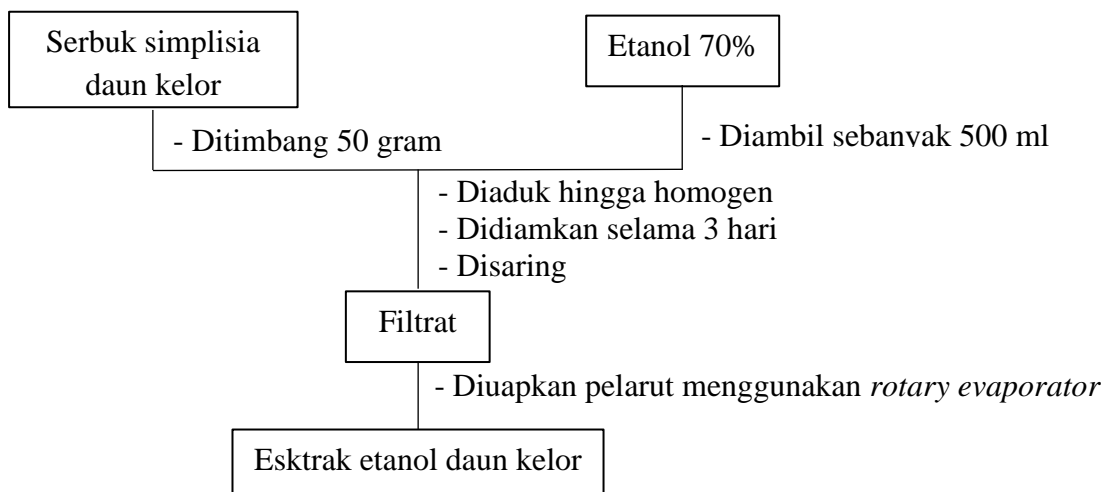 Serbuk simplisia
daun kelor
Etanol 70%
- Ditimbang 50 gram
- Diambil sebanyak 500 ml
- Diaduk hingga homogen
- Didiamkan selama 3 hari
- Disaring
Filtrat
- Diuapkan pelarut menggunakan rotary evaporator
Esktrak etanol daun kelor